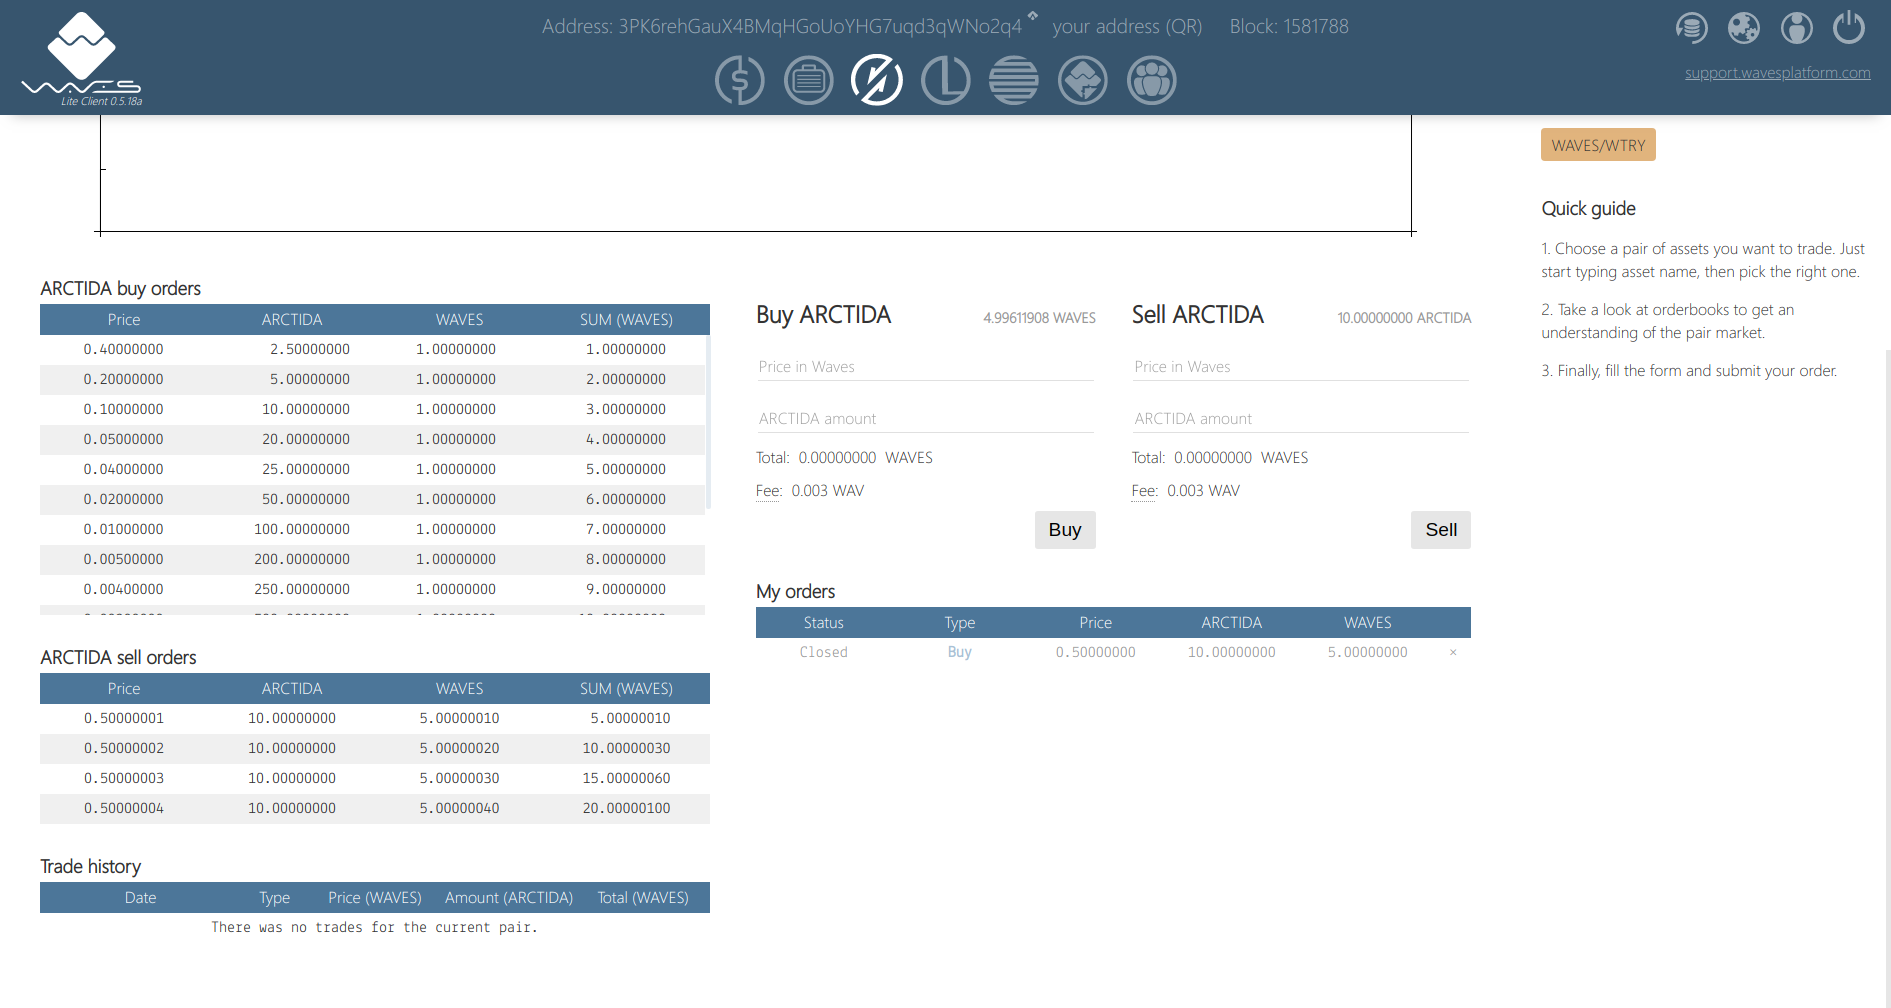 Address: 3PK6rehGauX4BMqHGoUoYHG7uqd3qWNo2q4 your address (QR) Block: 1581788
WAVES
Lite Client 0.5.18a
support.wavesplatform.com
WAVES/WTRY
Quick guide
1. Choose a pair of assets you want to trade. Just
start typing asset name, then pick the right one.
2. Take a look at orderbooks to get an
understanding of the pair market.
3. Finally, fill the form and submit your order.
ARCTIDA buy orders
Price ARCTIDA WAVES SUM (WAVES)
0.40000000 2.50000000 1.00000000 1.00000000
0.20000000 5.00000000 1.00000000 2.00000000
0.10000000 10.00000000 1.00000000 3.00000000
0.05000000 20.00000000 1.00000000 4.00000000
0.04000000 25.00000000 1.00000000 5.00000000
0.02000000 50.00000000 1.00000000 6.00000000
0.01000000 100.00000000 1.00000000 7.00000000
0.00500000 200.00000000 1.00000000 8.00000000
0.00400000 250.00000000 1.00000000 9.00000000
Buy ARCTIDA 4.99611908 WAVES
Price in Waves
ARCTIDA amount
Total: 0.00000000 WAVES
Fee: 0.003 WAV
Buy
Sell ARCTIDA 10.00000000 ARCTIDA
Price in Waves
ARCTIDA amount
Total: 0.00000000 WAVES
Fee: 0.003 WAV
Sell
My orders
Status Type Price ARCTIDA WAVES
Closed Buy 0.50000000 10.00000000 5.00000000 ×
ARCTIDA sell orders
Price ARCTIDA WAVES SUM (WAVES)
0.50000001 10.00000000 5.00000010 5.00000010
0.50000002 10.00000000 5.00000020 10.00000030
0.50000003 10.00000000 5.00000030 15.00000060
0.50000004 10.00000000 5.00000040 20.00000100
Trade history
Date Type Price (WAVES) Amount (ARCTIDA) Total (WAVES)
There was no trades for the current pair.